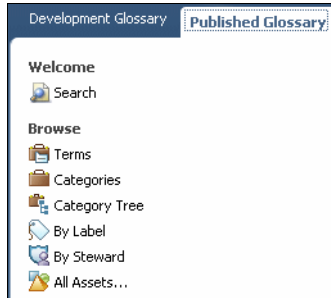 Development Glossary
Published Glossary
Welcome
Search
Browse
Terms
Categories
Category Tree
By Label
By Steward
All Assets...